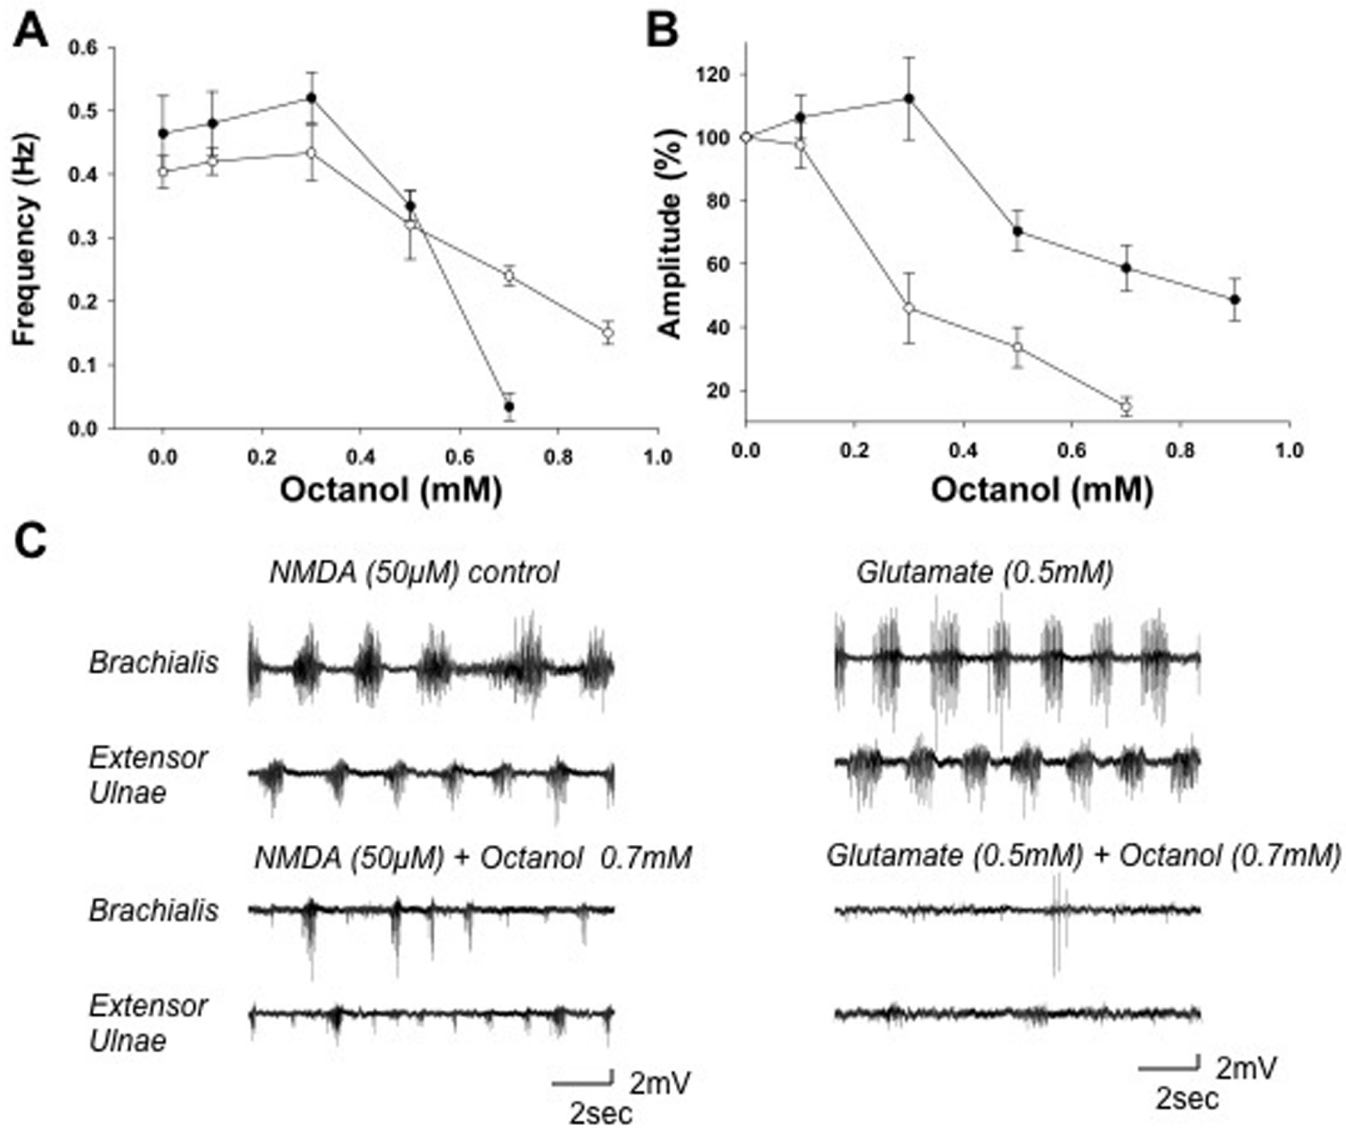 A
0.6
0.5
0.4
0.3
0.2
0.1
0.0
Frequency (Hz)
0.0 0.2 0.4 0.6 0.8 1.0
Octanol (mM)
B
120
100
80
60
40
20
Amplitude (%)
0.0 0.2 0.4 0.6 0.8 1.0
Octanol (mM)
C
NMDA (50µM) control
Glutamate (0.5mM)
Brachialis
Extensor
Ulnae
NMDA (50µM) + Octanol 0.7mM
Glutamate (0.5mM) + Octanol (0.7mM)
Brachialis
Extensor
Ulnae
2mV
2sec
2mV
2sec